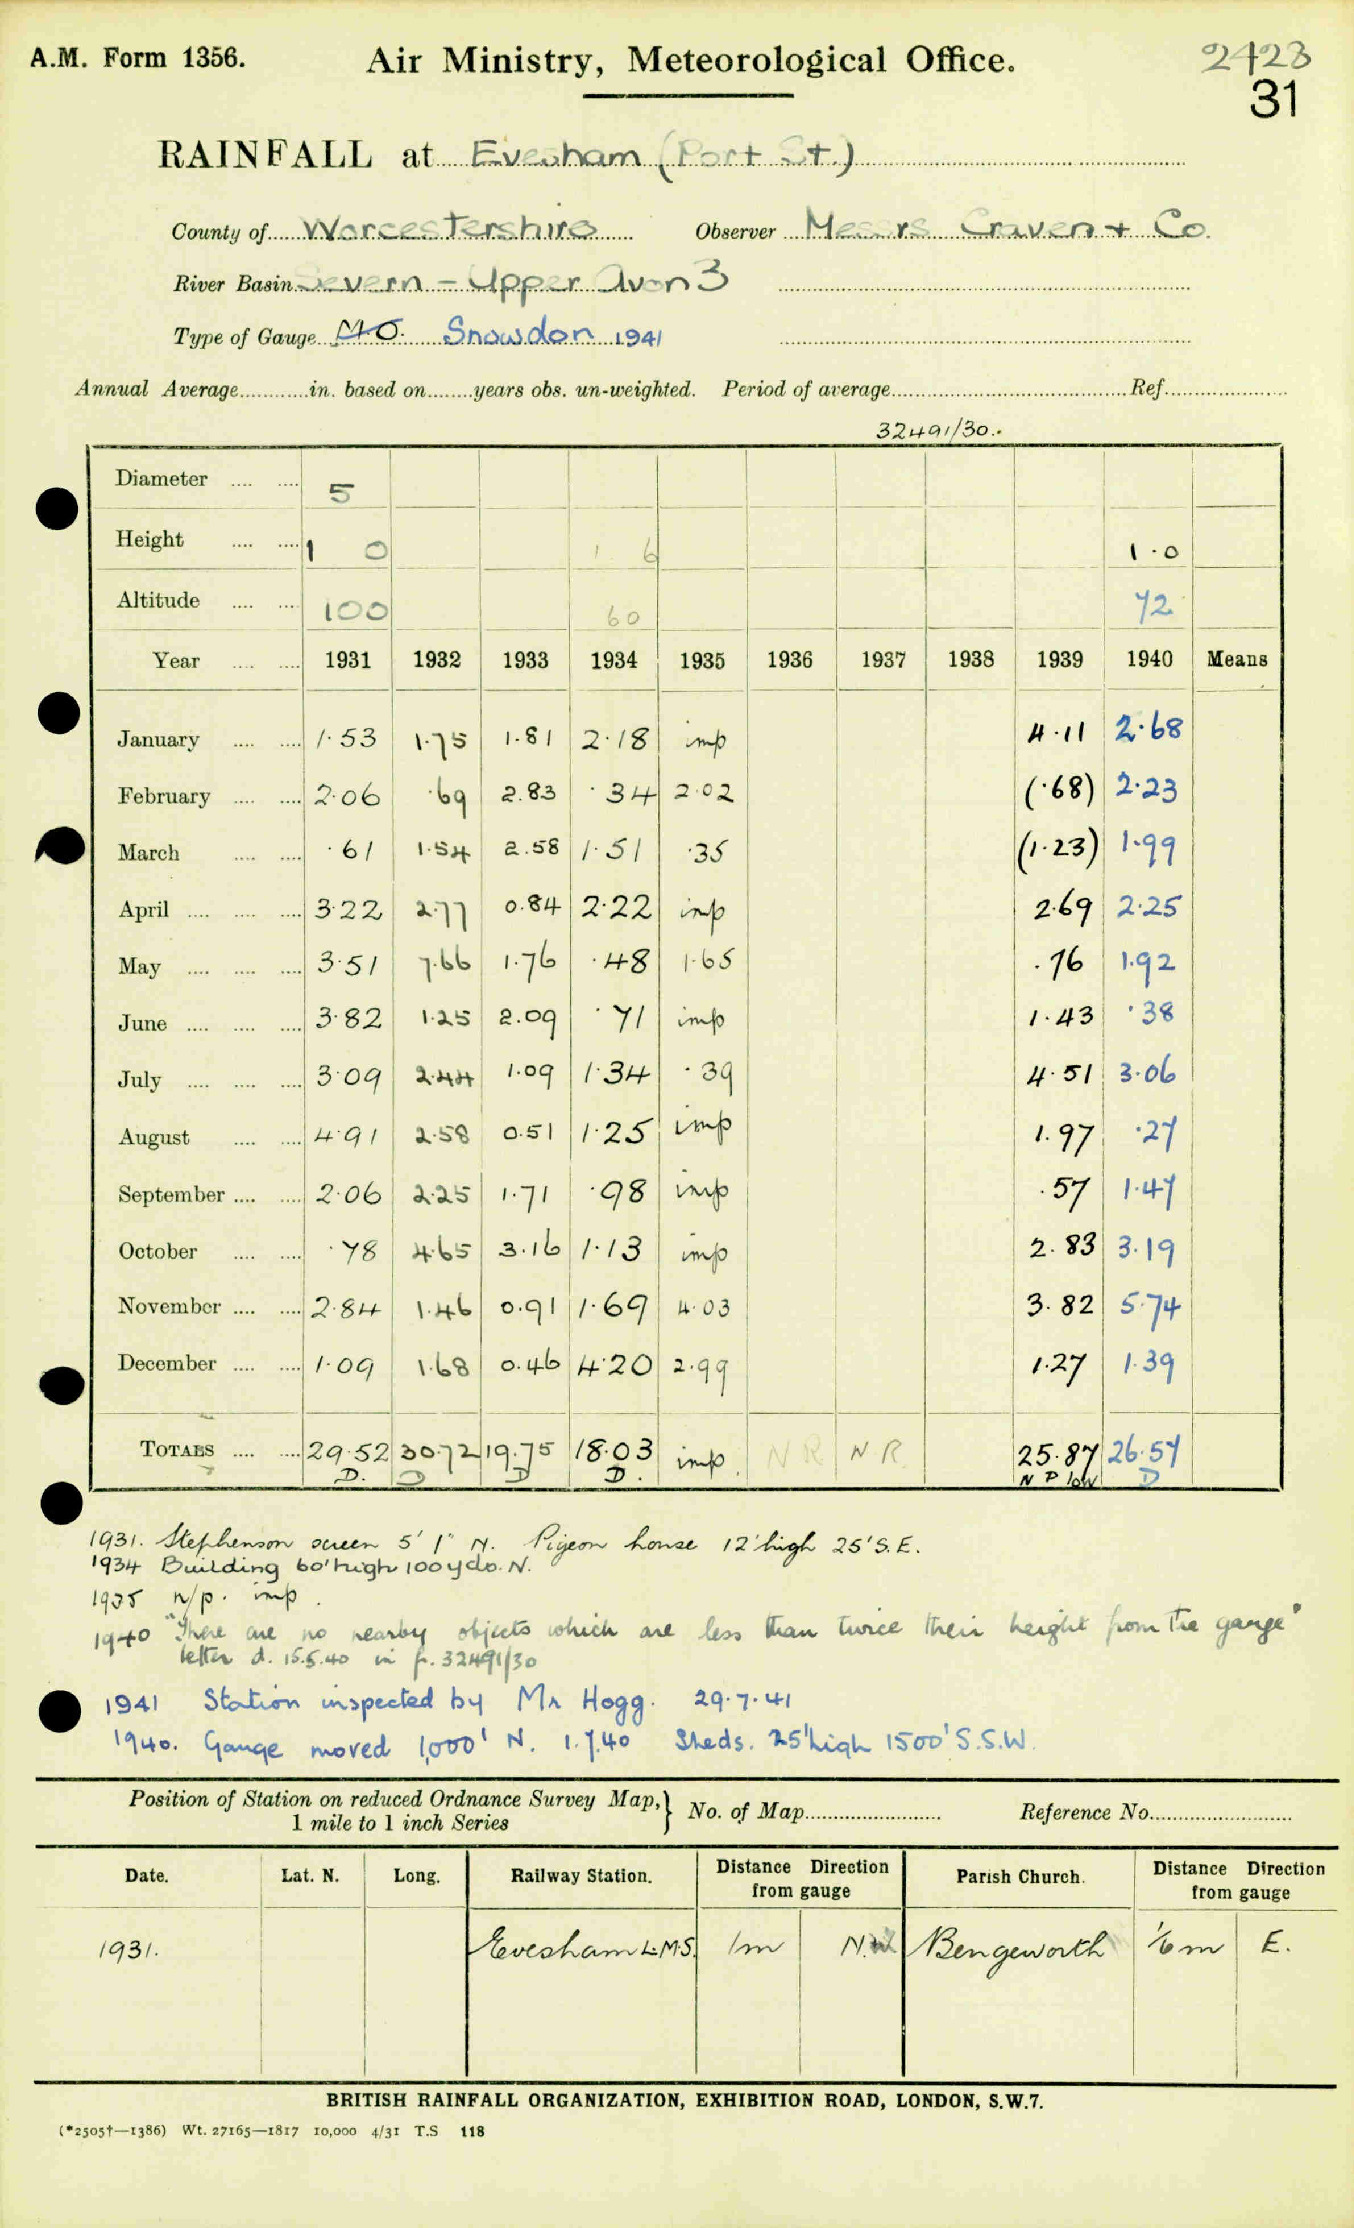 A.M. Form 1356. Air Ministry, Meteorological Office. 2423
31
RAINFALL at Evesham (Port St.)
County of Worcestershire Observer Messrs Craven & Co.
River Basin Severn - Upper Avon 3
Type of Gauge M.O. Snowdon 1941
Annual Average in. based on years obs. un-weighted. Period of average Ref.
32491/30.
Diameter 5
Height 1 0 1 6 1·0
Altitude 100 60 72
Year 1931 1932 1933 1934 1935 1936 1937 1938 1939 1940 Means
January 1·53 1·75 1·81 2·18 imp 4·11 2·68
February 2·06 ·69 2.83 ·34 2·02 (·68) 2·23
March ·61 1·54 2.58 1·51 ·35 (1·23) 1·99
April 3·22 2·77 0.84 2·22 imp 2·69 2·25
May 3·51 7·66 1·76 ·48 1·65 ·76 1·92
June 3·82 1·25 2.09 ·71 imp 1·43 ·38
July 3·09 2·44 1·09 1·34 ·39 4·51 3·06
August 4·91 2·58 0.51 1·25 imp 1·97 ·27
September 2·06 2·25 1·71 ·98 imp ·57 1·47
October ·78 4·65 3·16 1·13 imp 2·83 3·19
November 2·84 1·46 0.91 1·69 4·03 3·82 5·74
December 1·09 1·68 0.46 4·20 2·99 1·27 1·39
TOTALS 29·52 30·72 19·75 18·03 imp NR NR 25·87 26·57
D. D D D. N P low D
1931. Stephenson screen 5' 1" N. Pigeon house 12' high 25' S.E.
1934 Building 60' high 100 yds. N.
1935 n/p. imp.
1940 "There are no nearby objects which are less than twice their height from the gauge"
letter d. 15.5.40 in f. 32491/30
1941 Station inspected by Mr Hogg. 29.7.41
1940. Gauge moved 1,000' N. 1.7.40 Sheds. 25' high 1500' S.S.W.
Position of Station on reduced Ordnance Survey Map,} No. of Map Reference No.
1 mile to 1 inch Series
Date. Lat. N. Long. Railway Station. Distance Direction from gauge Parish Church. Distance Direction from gauge
1931. Evesham L.M.S. 1m N.W Bengeworth 1/6 m E.
BRITISH RAINFALL ORGANIZATION, EXHIBITION ROAD, LONDON, S.W.7.
(*2505†—1386) Wt. 27165—1817 10,000 4/31 T.S 118